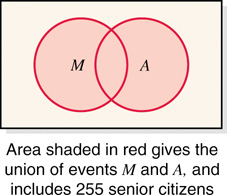 M A
Area shaded in red gives the
union of events M and A, and
includes 255 senior citizens